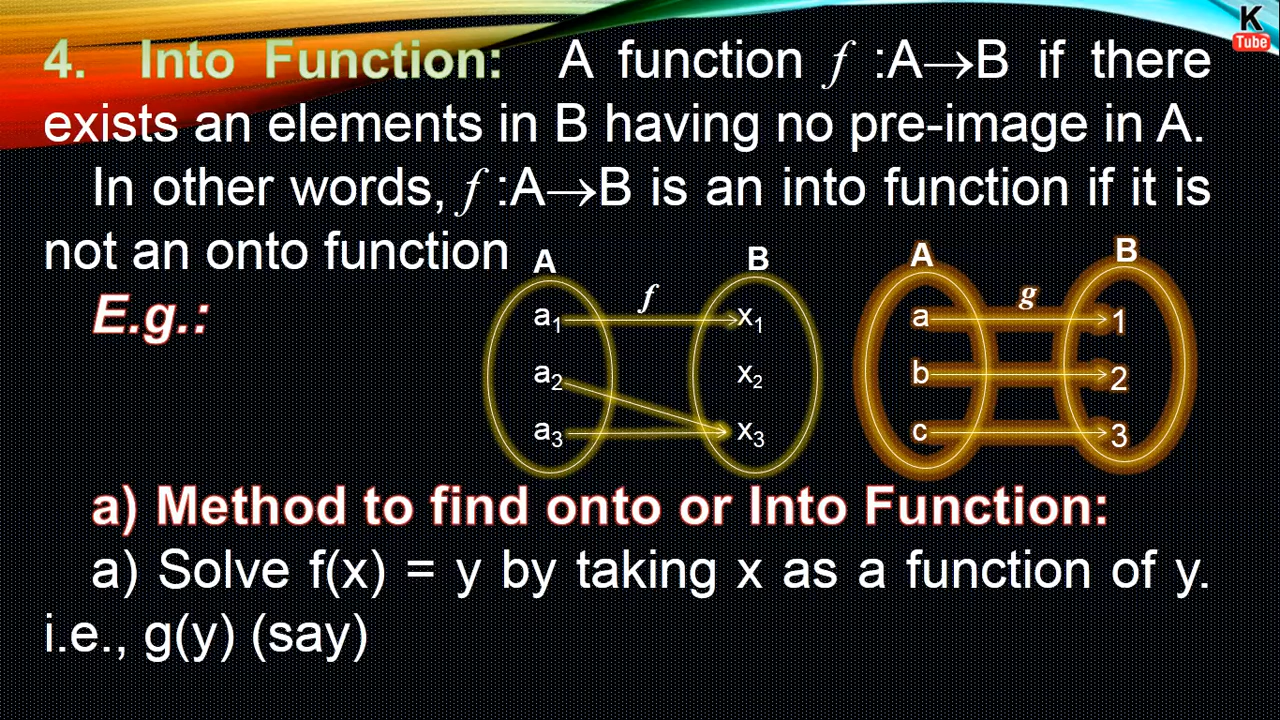 K
Tube
4. Into Function: A function f :A→B if there
exists an elements in B having no pre-image in A.
In other words, f :A→B is an into function if it is
not an onto function
E.g.:
A B
f
a₁ x₁
a₂ x₂
a₃ x₃
A B
g
a 1
b 2
c 3
a) Method to find onto or Into Function:
a) Solve f(x) = y by taking x as a function of y.
i.e., g(y) (say)